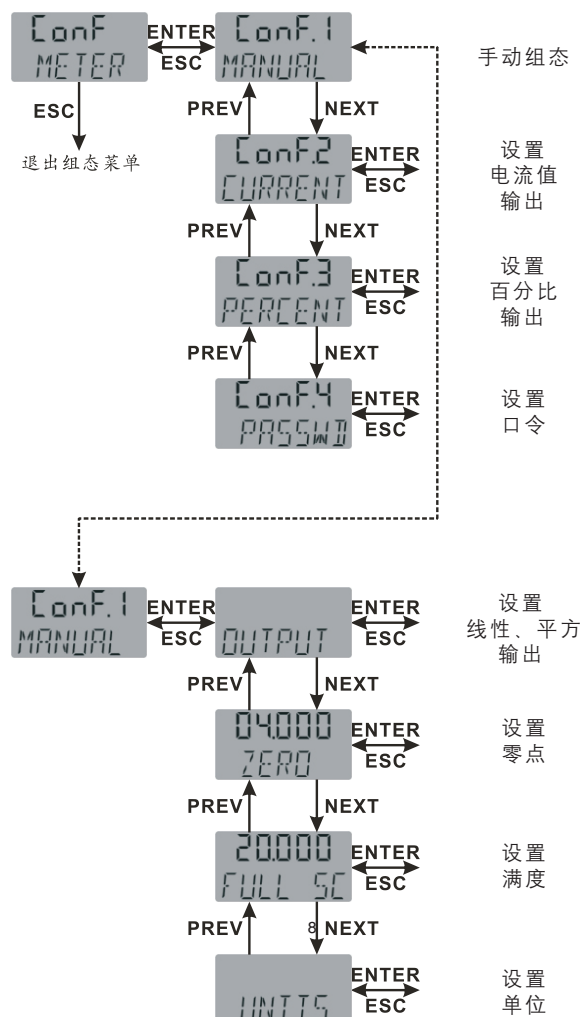 ConF
METER
ENTER
ESC
ConF.1
MANUAL
手动组态
ESC
退出组态菜单
PREV
NEXT
ConF.2
CURRENT
ENTER
ESC
设置
电流值
输出
PREV
NEXT
ConF.3
PERCENT
ENTER
ESC
设置
百分比
输出
PREV
NEXT
ConF.4
PASSWD
ENTER
ESC
设置
口令
ConF.1
MANUAL
ENTER
ESC
OUTPUT
ENTER
ESC
设置
线性、平方
输出
PREV
NEXT
04.000
ZERO
ENTER
ESC
设置
零点
PREV
NEXT
20.000
FULL SC
ENTER
ESC
设置
满度
PREV
8
NEXT
UNITS
ENTER
ESC
设置
单位